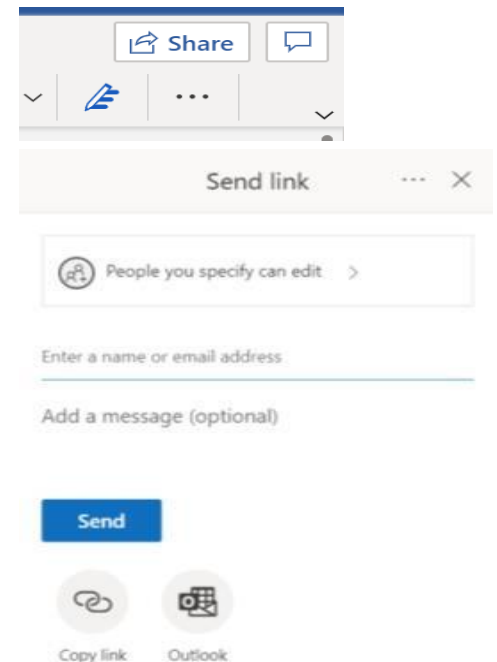 Share
Send link
People you specify can edit
Enter a name or email address
Add a message (optional)
Send
Copy link Outlook